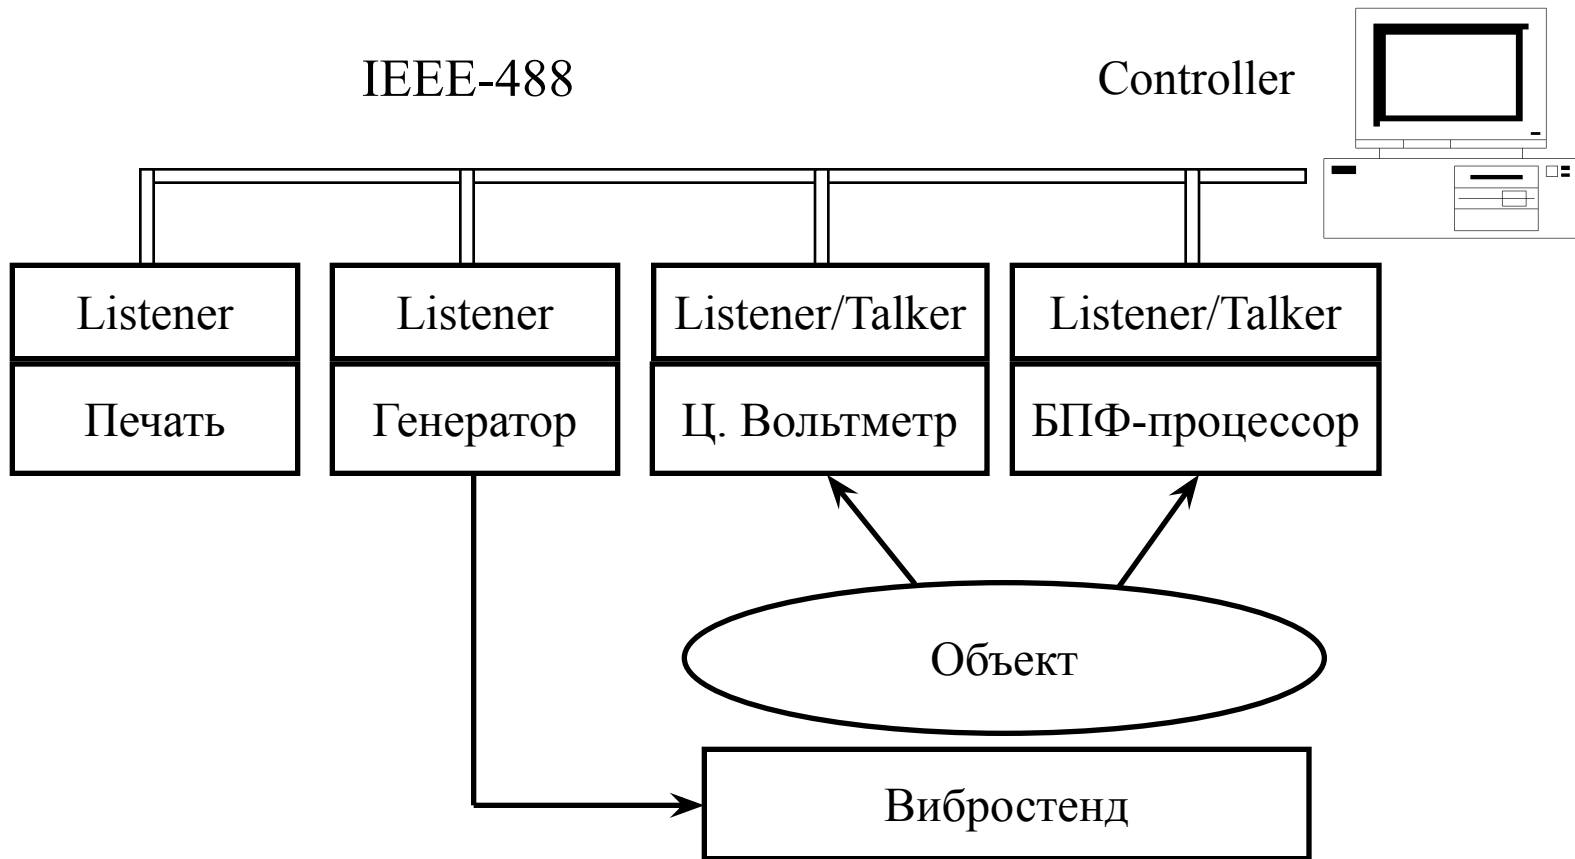 IEEE-488
Controller
Listener
Listener
Listener/Talker
Listener/Talker
Печать
Генератор
Ц. Вольтметр
БПФ-процессор
Объект
Вибростенд